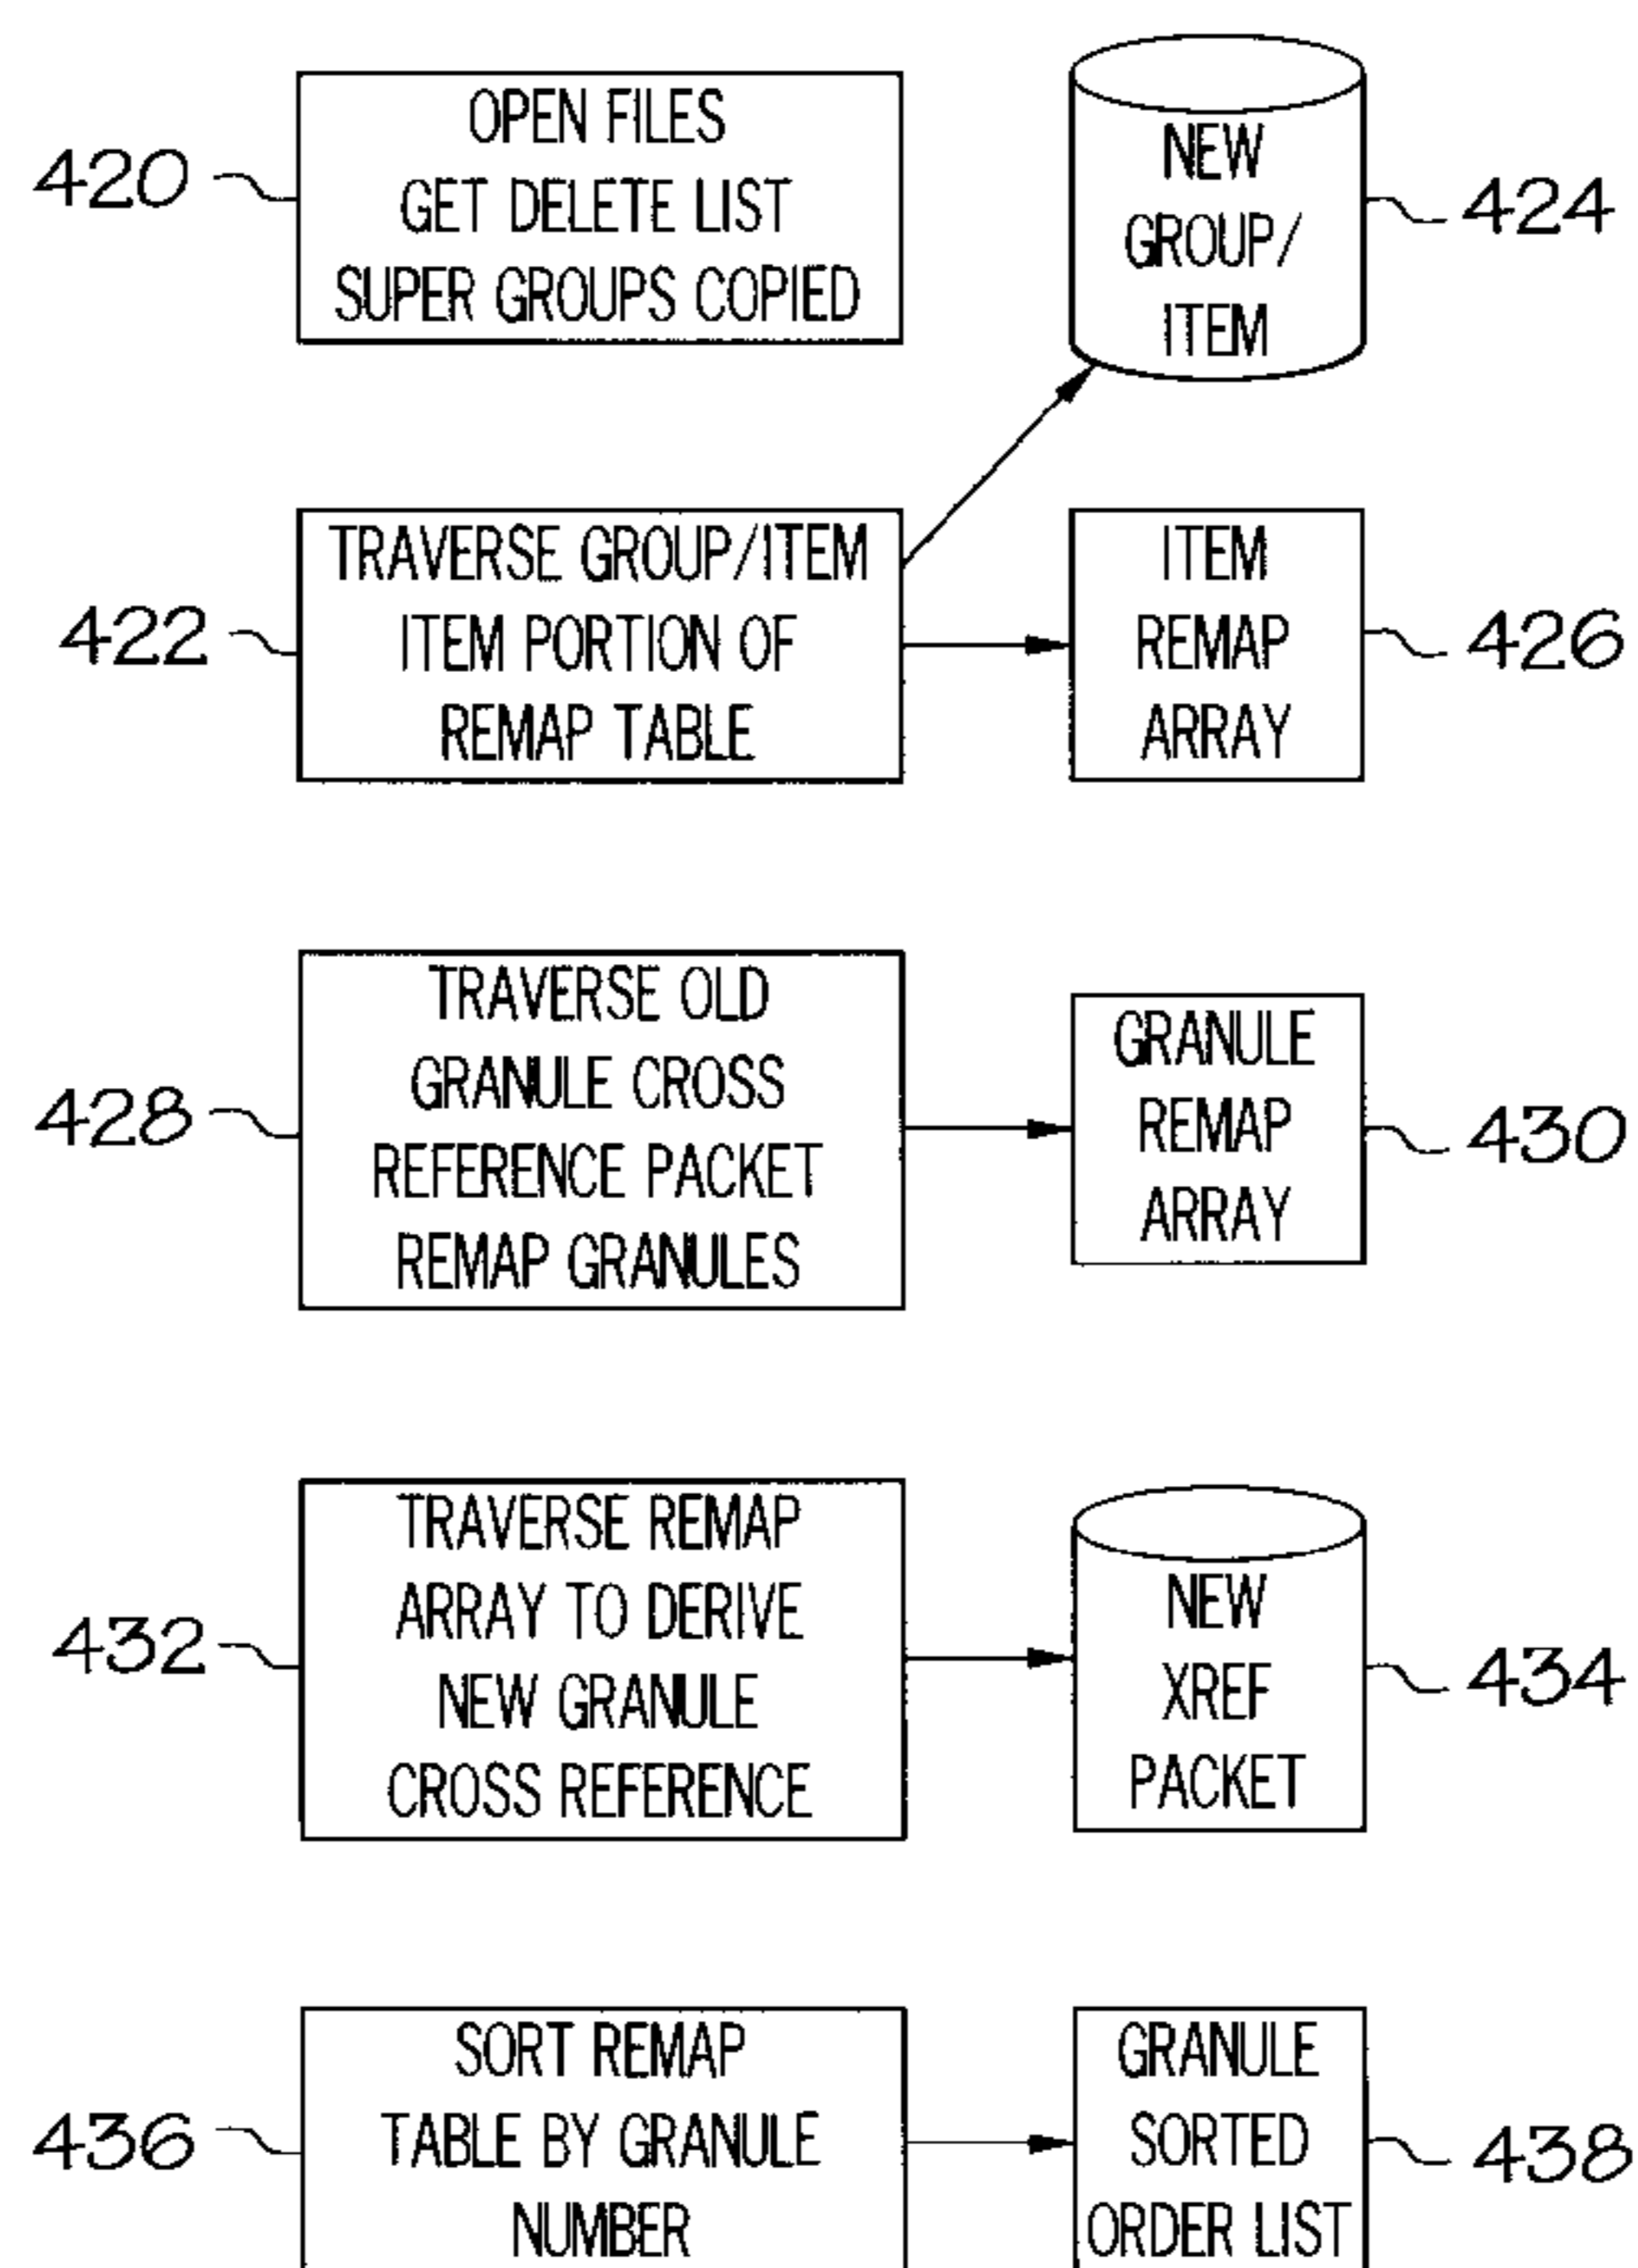 420
OPEN FILES
GET DELETE LIST
SUPER GROUPS COPIED
NEW
GROUP/
ITEM
424
422
TRAVERSE GROUP/ITEM
ITEM PORTION OF
REMAP TABLE
ITEM
REMAP
ARRAY
426
428
TRAVERSE OLD
GRANULE CROSS
REFERENCE PACKET
REMAP GRANULES
GRANULE
REMAP
ARRAY
430
432
TRAVERSE REMAP
ARRAY TO DERIVE
NEW GRANULE
CROSS REFERENCE
NEW
XREF
PACKET
434
436
SORT REMAP
TABLE BY GRANULE
NUMBER
GRANULE
SORTED
ORDER LIST
438